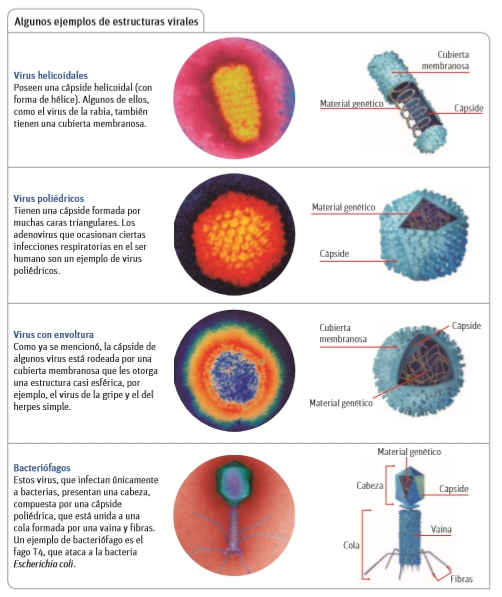 Algunos ejemplos de estructuras virales
Virus helicoidales
Poseen una cápside helicoidal (con
forma de hélice). Algunos de ellos,
como el virus de la rabia, también
tienen una cubierta membranosa.
Cubierta
membranosa
Material genético
Cápside
Virus poliédricos
Tienen una cápside formada por
muchas caras triangulares. Los
adenovirus que ocasionan ciertas
infecciones respiratorias en el ser
humano son un ejemplo de virus
poliédricos.
Material genético
Cápside
Virus con envoltura
Como ya se mencionó, la cápside de
algunos virus está rodeada por una
cubierta membranosa que les otorga
una estructura casi esférica, por
ejemplo, el virus de la gripe y el del
herpes simple.
Cubierta
membranosa
Cápside
Material genético
Bacteriófagos
Estos virus, que infectan únicamente
a bacterias, presentan una cabeza,
compuesta por una cápside
poliédrica, que está unida a una
cola formada por una vaina y fibras.
Un ejemplo de bacteriófago es el
fago T4, que ataca a la bacteria
Escherichia coli.
Material genético
Cabeza
Cápside
Vaina
Cola
Fibras